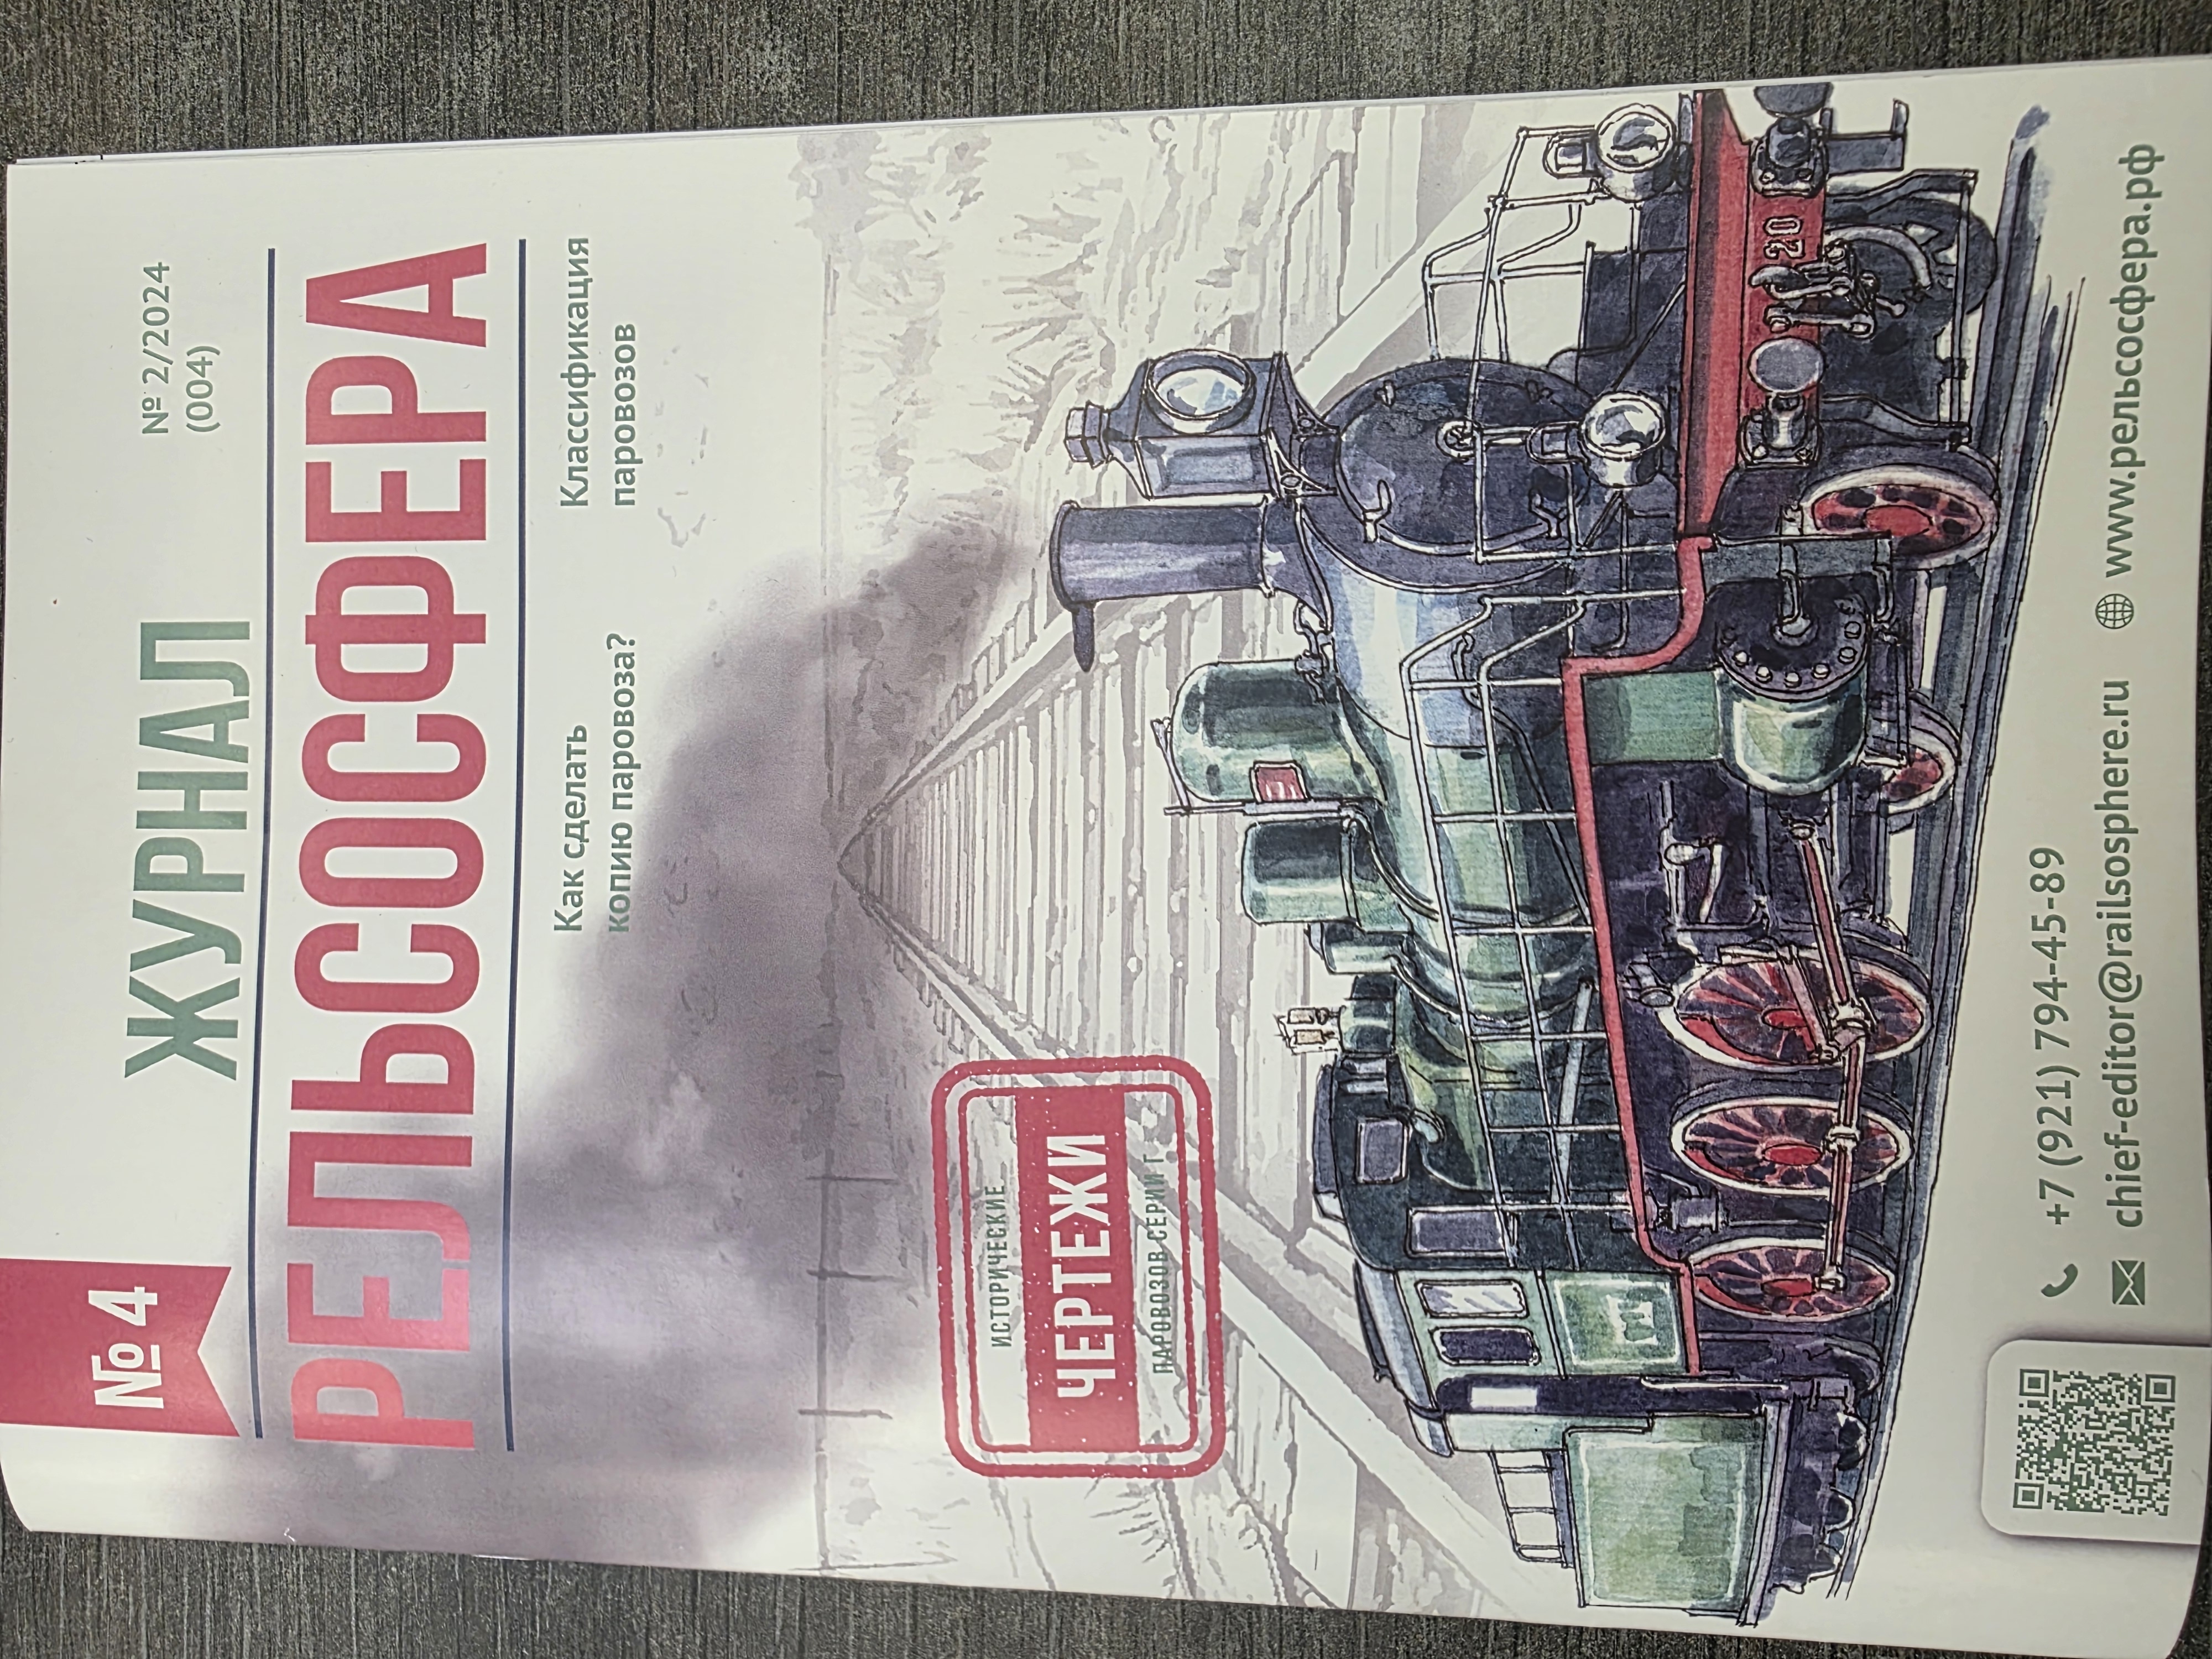 № 4
№ 2/2024
(004)
ЖУРНАЛ
РЕЛЬСОСФЕРА
Как сделать
копию паровоза?
Классификация
паровозов
ИСТОРИЧЕСКИЕ
ЧЕРТЕЖИ
ПАРОВОЗОВ СЕРИИ Г
20
+7 (921) 794-45-89
chief-editor@railsosphere.ru
www.рельсосфера.рф